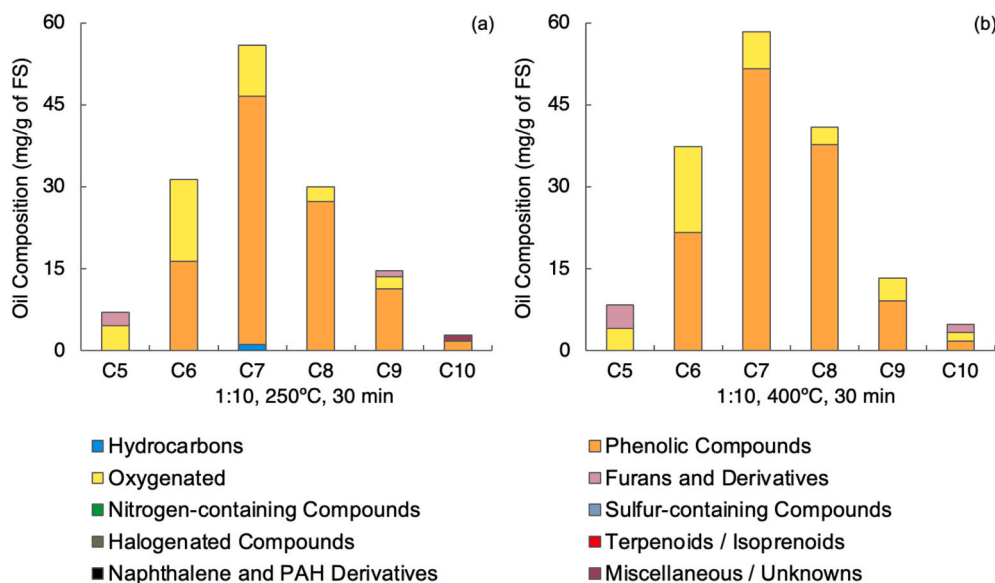 Oil Composition (mg/g of FS)
60
45
30
15
0
(a)
C5 C6 C7 C8 C9 C10
1:10, 250ºC, 30 min
Oil Composition (mg/g of FS)
60
45
30
15
0
(b)
C5 C6 C7 C8 C9 C10
1:10, 400ºC, 30 min
Hydrocarbons
Oxygenated
Nitrogen-containing Compounds
Halogenated Compounds
Naphthalene and PAH Derivatives
Phenolic Compounds
Furans and Derivatives
Sulfur-containing Compounds
Terpenoids / Isoprenoids
Miscellaneous / Unknowns